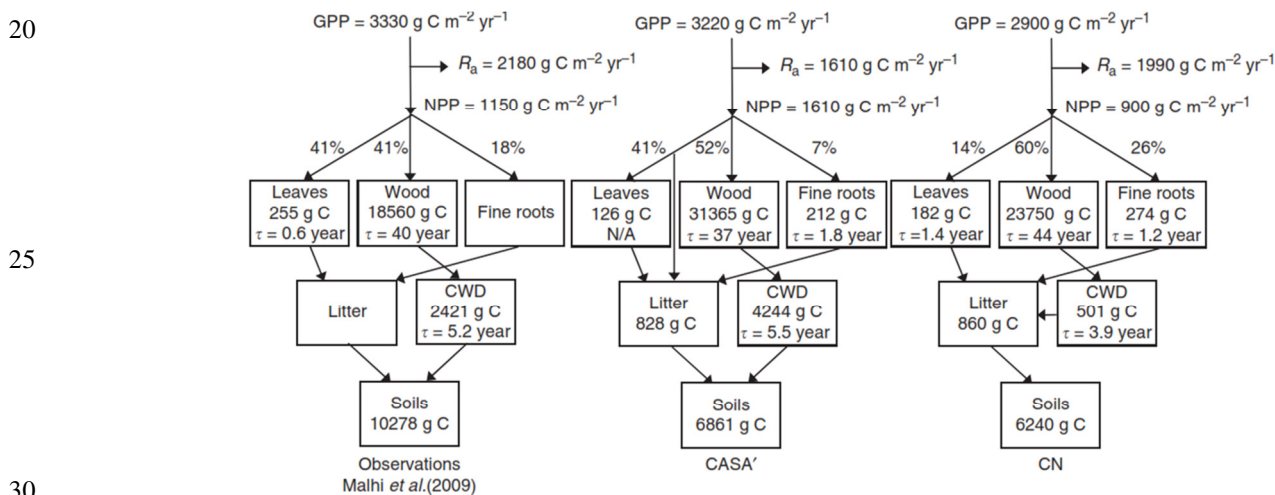 20
GPP = 3330 g C m⁻² yr⁻¹
Rₐ = 2180 g C m⁻² yr⁻¹
NPP = 1150 g C m⁻² yr⁻¹
41% 41% 18%
Leaves
255 g C
τ = 0.6 year
Wood
18560 g C
τ = 40 year
Fine roots
Litter
CWD
2421 g C
τ = 5.2 year
Soils
10278 g C
Observations
Malhi et al.(2009)
GPP = 3220 g C m⁻² yr⁻¹
Rₐ = 1610 g C m⁻² yr⁻¹
NPP = 1610 g C m⁻² yr⁻¹
41% 52% 7%
Leaves
126 g C
N/A
Wood
31365 g C
τ = 37 year
Fine roots
212 g C
τ = 1.8 year
Litter
828 g C
CWD
4244 g C
τ = 5.5 year
Soils
6861 g C
CASA′
GPP = 2900 g C m⁻² yr⁻¹
Rₐ = 1990 g C m⁻² yr⁻¹
NPP = 900 g C m⁻² yr⁻¹
14% 60% 26%
Leaves
182 g C
τ =1.4 year
Wood
23750 g C
τ = 44 year
Fine roots
274 g C
τ = 1.2 year
Litter
860 g C
CWD
501 g C
τ = 3.9 year
Soils
6240 g C
CN
25
30